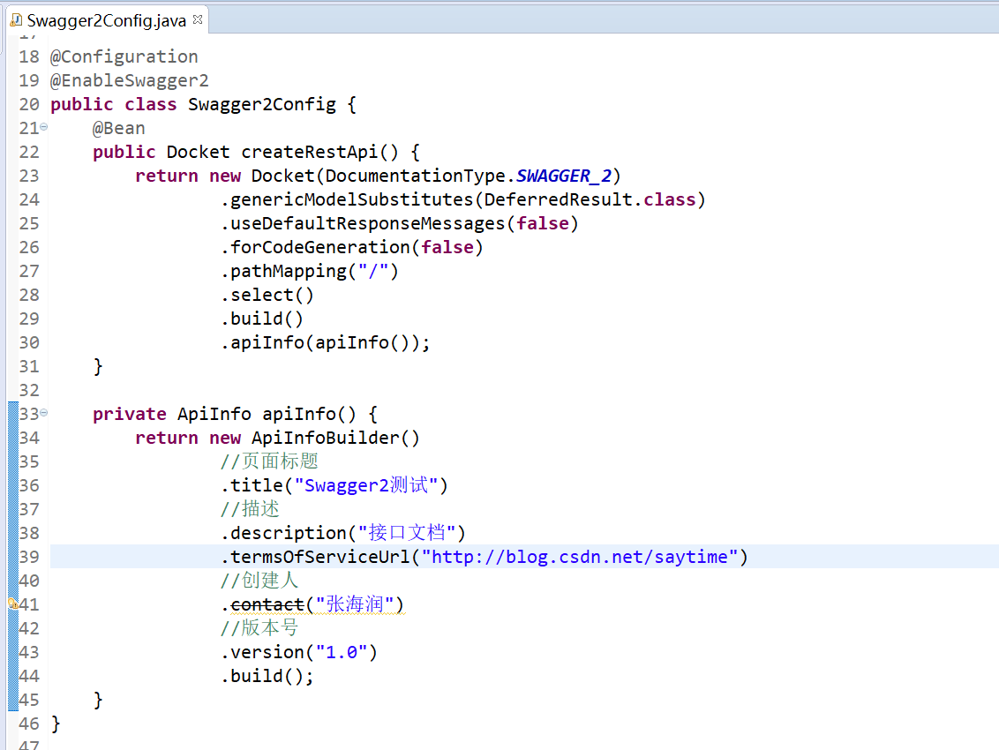 Swagger2Config.java
17
18 @Configuration
19 @EnableSwagger2
20 public class Swagger2Config {
21 @Bean
22 public Docket createRestApi() {
23 return new Docket(DocumentationType.SWAGGER_2)
24 .genericModelSubstitutes(DeferredResult.class)
25 .useDefaultResponseMessages(false)
26 .forCodeGeneration(false)
27 .pathMapping("/")
28 .select()
29 .build()
30 .apiInfo(apiInfo());
31 }
32
33 private ApiInfo apiInfo() {
34 return new ApiInfoBuilder()
35 //页面标题
36 .title("Swagger2测试")
37 //描述
38 .description("接口文档")
39 .termsOfServiceUrl("http://blog.csdn.net/saytime")
40 //创建人
41 .contact("张海润")
42 //版本号
43 .version("1.0")
44 .build();
45 }
46 }
47